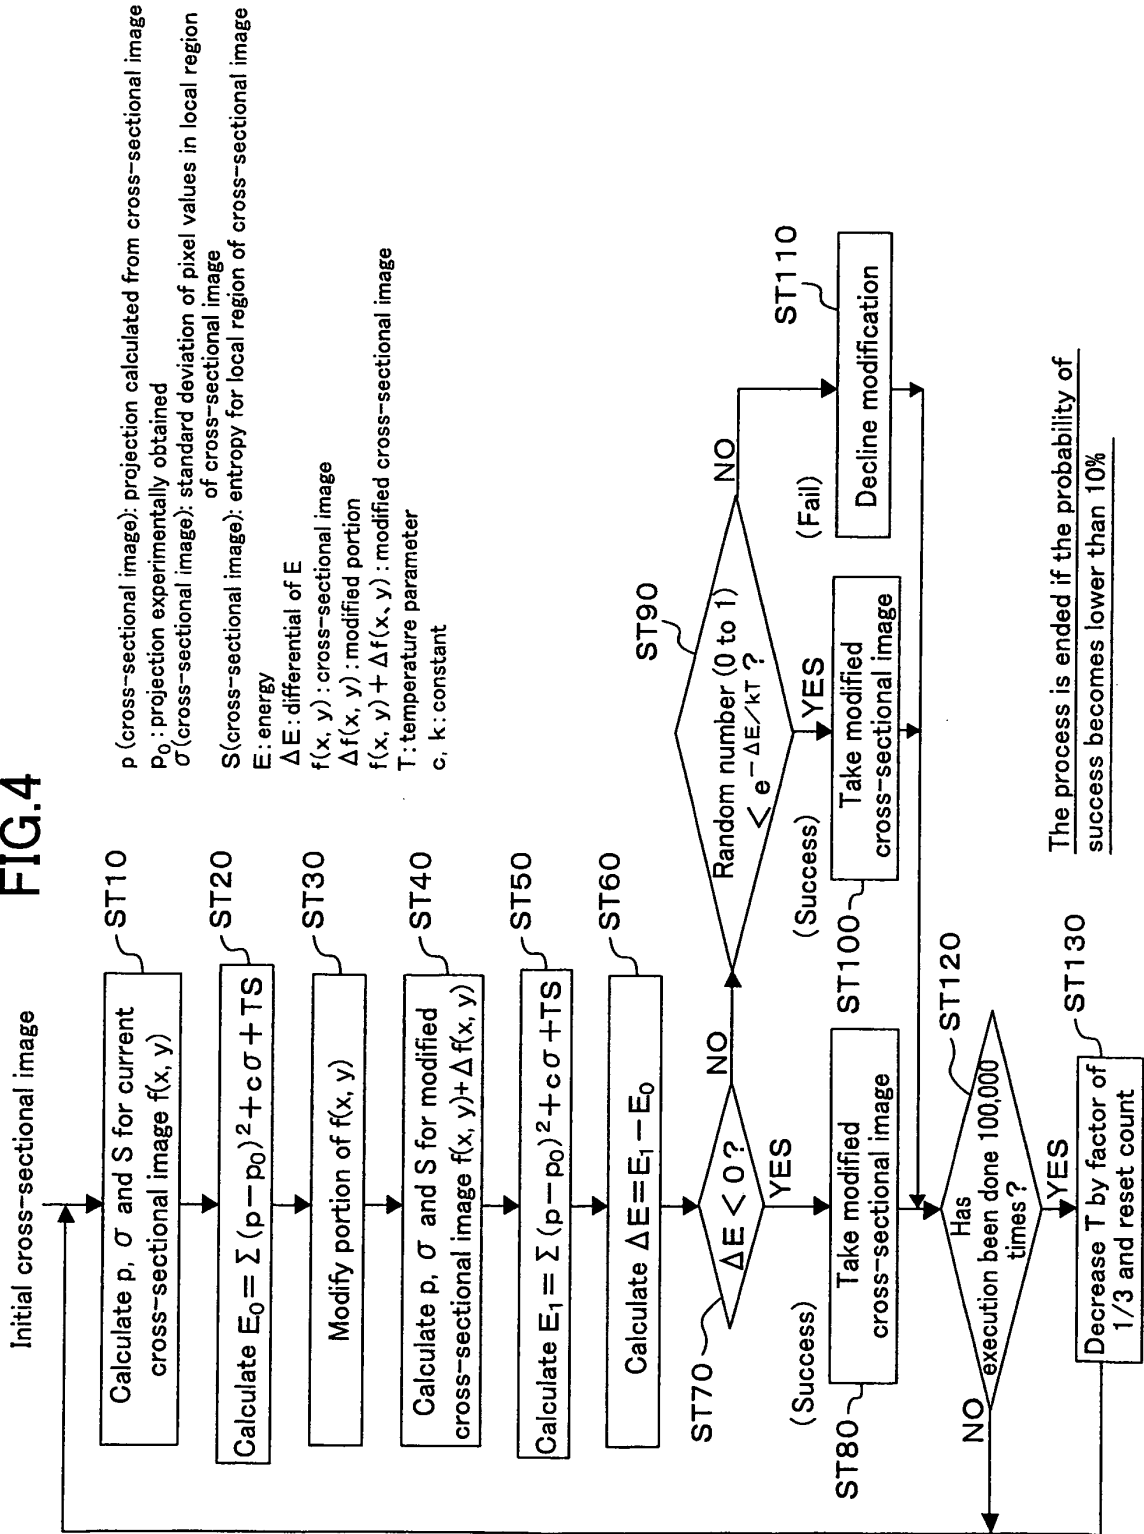 FIG.4
Initial cross-sectional image
Calculate p, σ and S for current
cross-sectional image f(x, y)
ST10
Calculate E₀＝Σ(p－p₀)²＋cσ＋TS
ST20
Modify portion of f(x, y)
ST30
Calculate p, σ and S for modified
cross-sectional image f(x, y)+Δf(x, y)
ST40
Calculate E₁＝Σ(p－p₀)²＋cσ＋TS
ST50
Calculate ΔE≡E₁－E₀
ST60
ST70
ΔE＜0?
NO
YES
(Success)
ST80
Take modified
cross-sectional image
ST90
Random number (0 to 1)
＜e⁻ΔE/kT?
NO
YES
(Success)
ST100
Take modified
cross-sectional image
(Fail)
ST110
Decline modification
ST120
Has
execution been done 100,000
times?
NO
YES
ST130
Decrease T by factor of
1/3 and reset count
p (cross-sectional image): projection calculated from cross-sectional image
p₀: projection experimentally obtained
σ(cross-sectional image): standard deviation of pixel values in local region
of cross-sectional image
S(cross-sectional image): entropy for local region of cross-sectional image
E: energy
ΔE: differential of E
f(x, y): cross-sectional image
Δf(x, y): modified portion
f(x, y)＋Δf(x, y): modified cross-sectional image
T: temperature parameter
c, k: constant
The process is ended if the probability of
success becomes lower than 10%